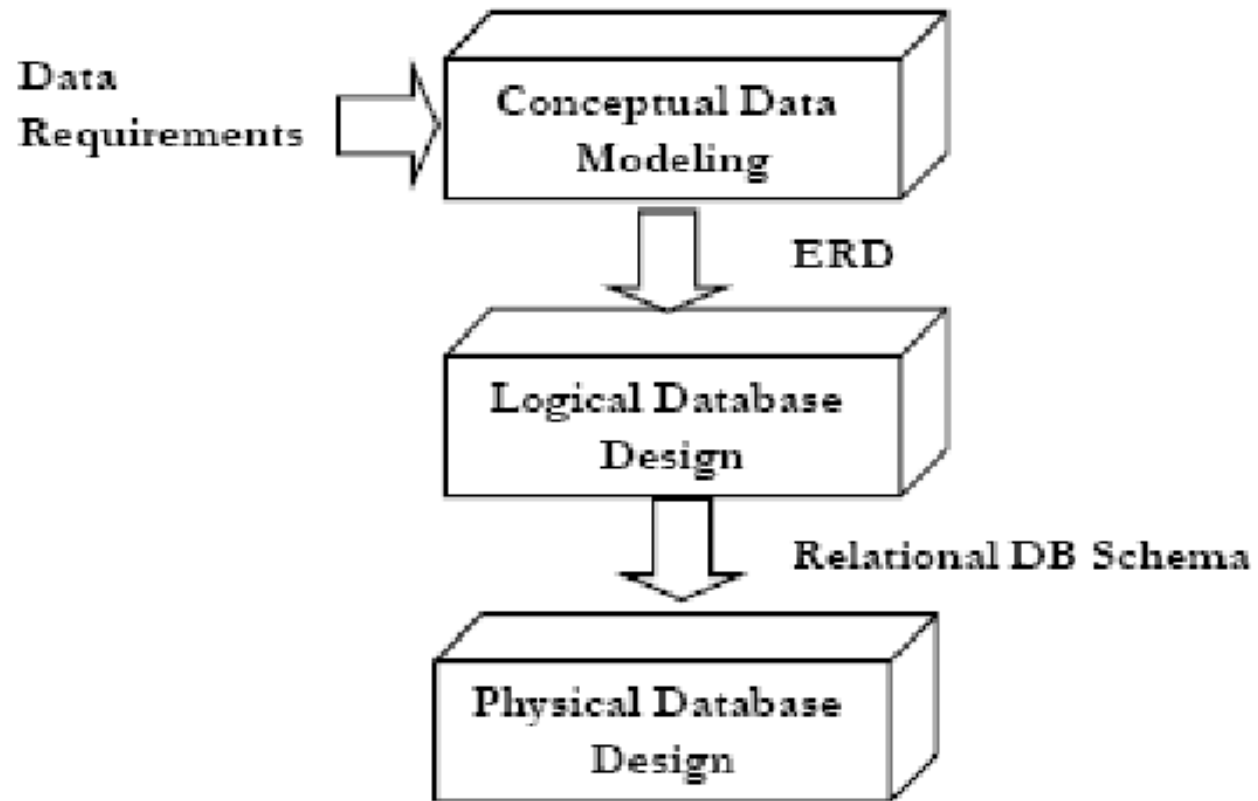 Data
Requirements
Conceptual Data
Modeling
ERD
Logical Database
Design
Relational DB Schema
Physical Database
Design